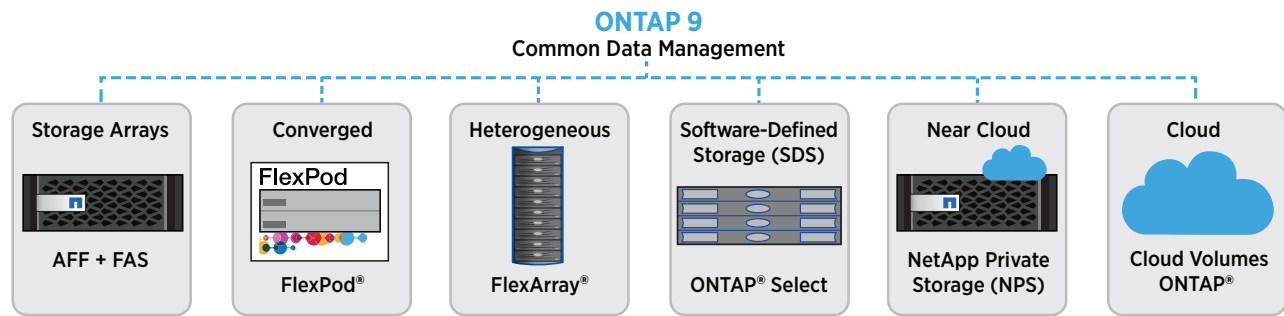 ONTAP 9
Common Data Management
Storage Arrays
AFF + FAS
Converged
FlexPod
FlexPod®
Heterogeneous
FlexArray®
Software-Defined
Storage (SDS)
ONTAP® Select
Near Cloud
NetApp Private
Storage (NPS)
Cloud
Cloud Volumes
ONTAP®